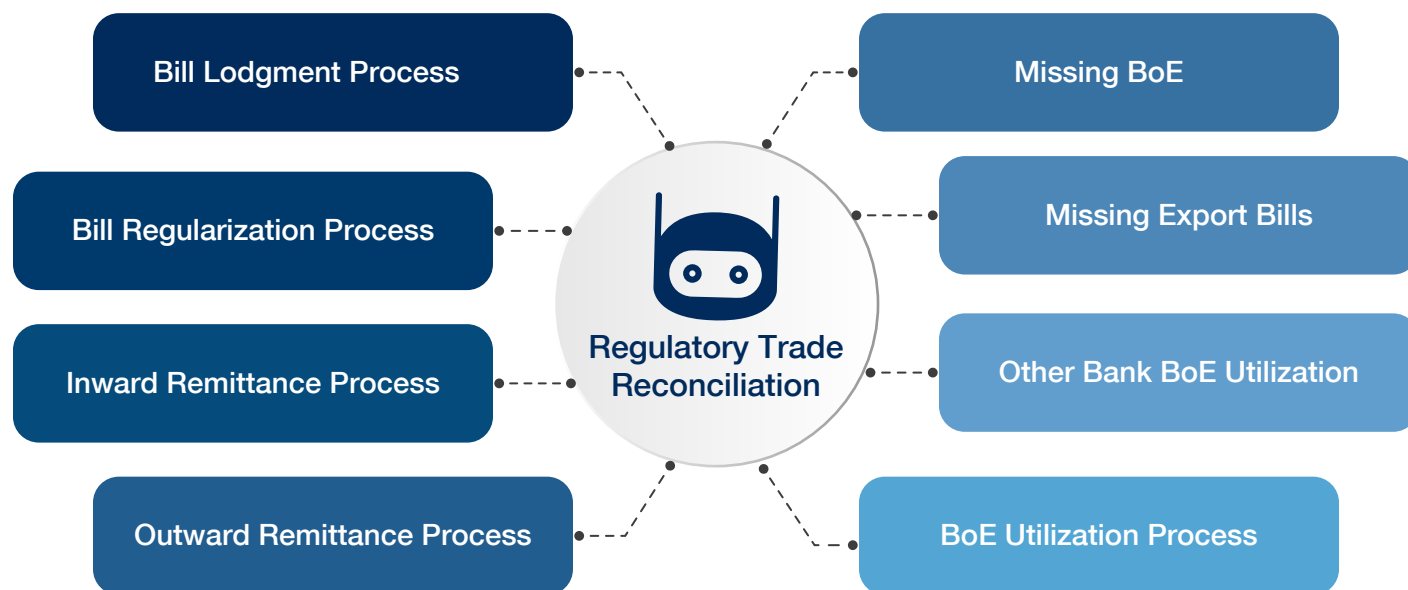 Bill Lodgment Process
Bill Regularization Process
Inward Remittance Process
Outward Remittance Process
Regulatory Trade
Reconciliation
Missing BoE
Missing Export Bills
Other Bank BoE Utilization
BoE Utilization Process